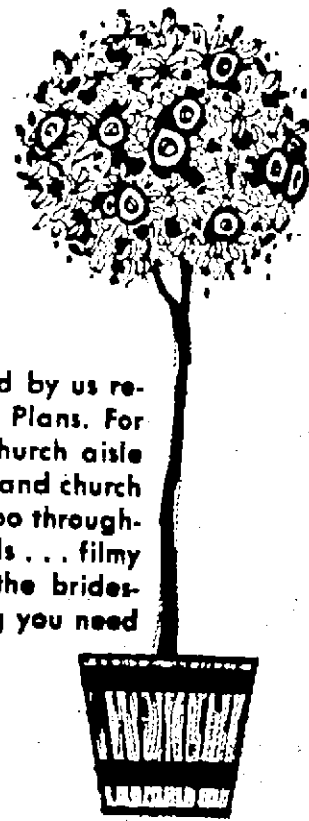 d by us re-
Plans. For
hurch aisle
and church
oo through-
ls . . . filmy
the brides-
g you need